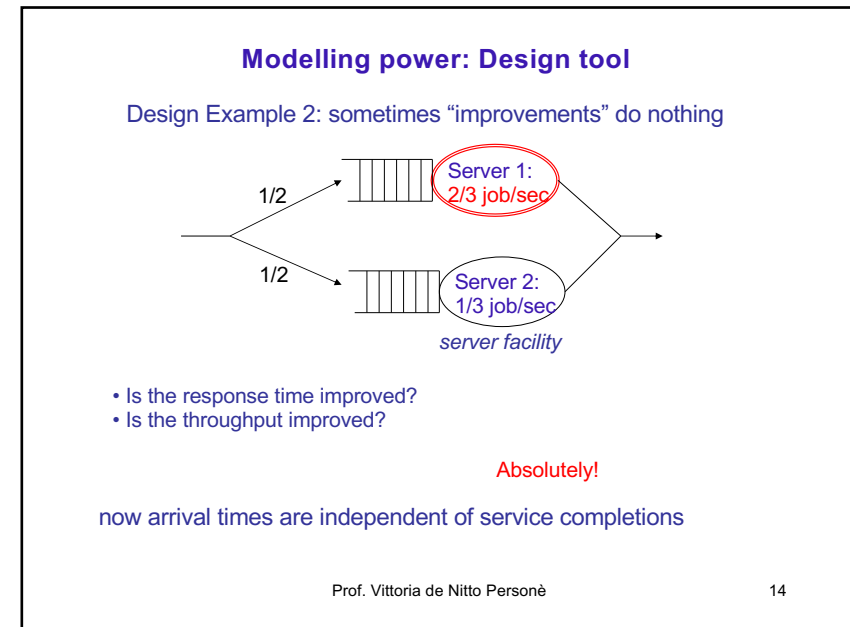 Modelling power: Design tool
Design Example 2: sometimes “improvements” do nothing
1/2
Server 1:
2/3 job/sec
1/2
Server 2:
1/3 job/sec
server facility
• Is the response time improved?
• Is the throughput improved?
Absolutely!
now arrival times are independent of service completions
Prof. Vittoria de Nitto Personè
14